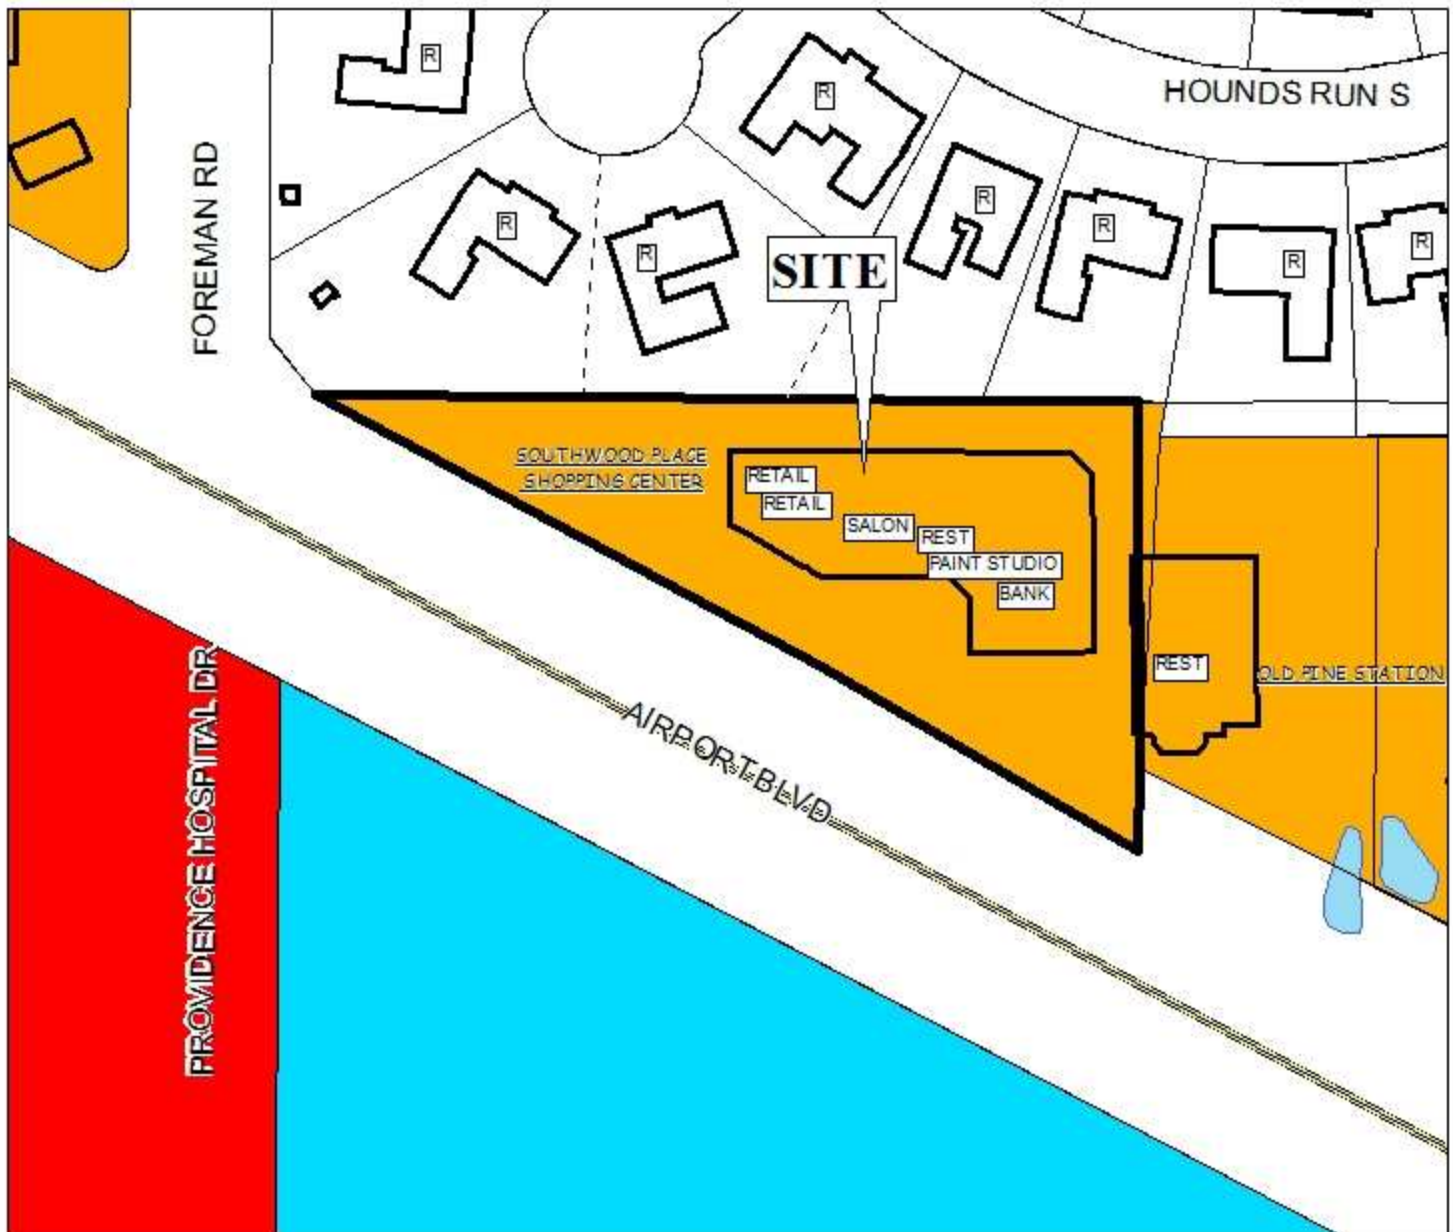 R
R
HOUNDS RUN S
FOREMAN RD
R
R
R
R
R
R
SITE
SOUTHWOOD PLACE
SHOPPING CENTER
RETAIL
RETAIL
SALON
REST
PAINT STUDIO
BANK
REST
OLD PINE STATION
PROVIDENCE HOSPITAL DR
AIRPORT BLVD